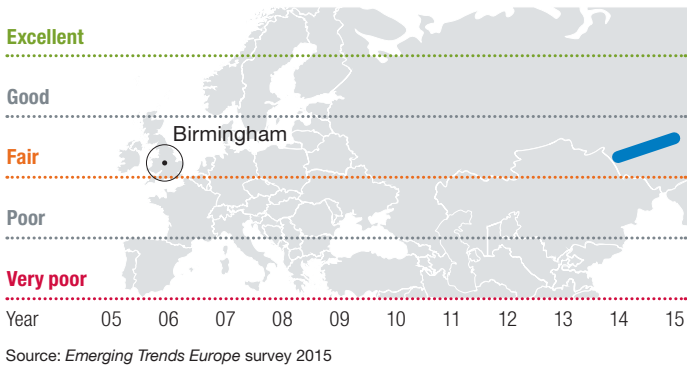 Excellent
Good
Birmingham
Fair
Poor
Very poor
Year 05 06 07 08 09 10 11 12 13 14 15
Source: Emerging Trends Europe survey 2015